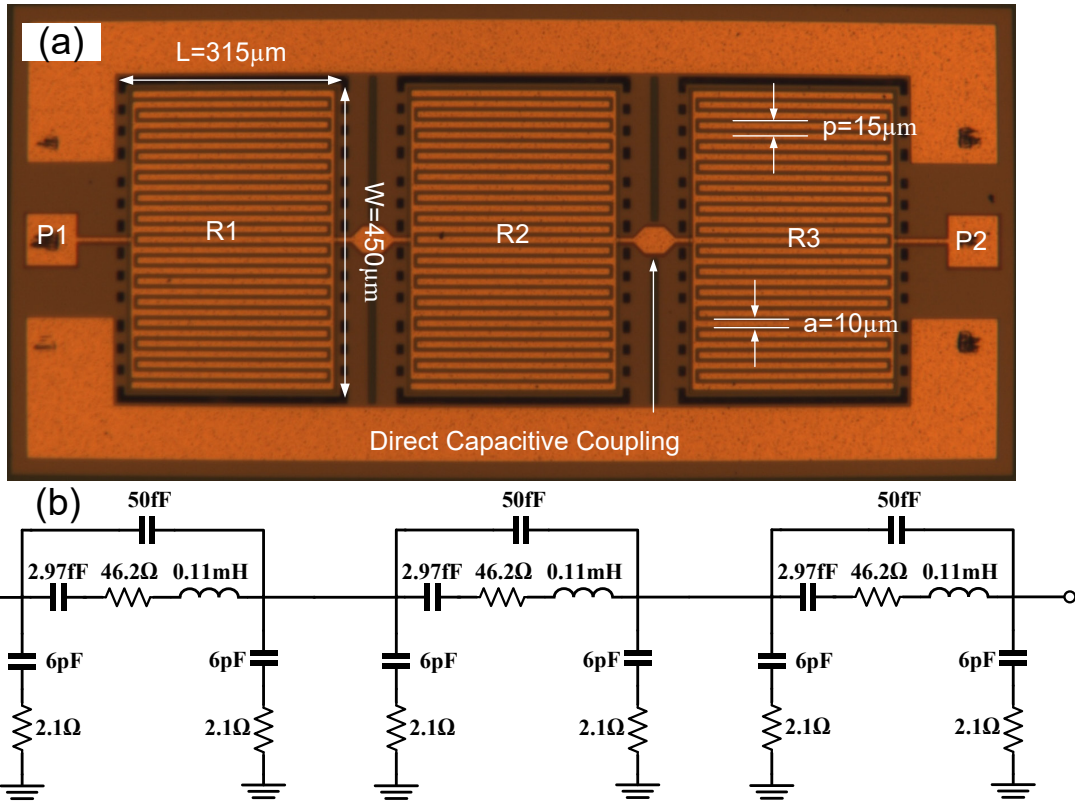 (a)
L=315μm
p=15μm
W=450μm
P1
R1
R2
R3
P2
a=10μm
Direct Capacitive Coupling
(b)
50fF
50fF
50fF
2.97fF 46.2Ω 0.11mH
2.97fF 46.2Ω 0.11mH
2.97fF 46.2Ω 0.11mH
6pF
6pF
6pF
6pF
6pF
6pF
2.1Ω
2.1Ω
2.1Ω
2.1Ω
2.1Ω
2.1Ω